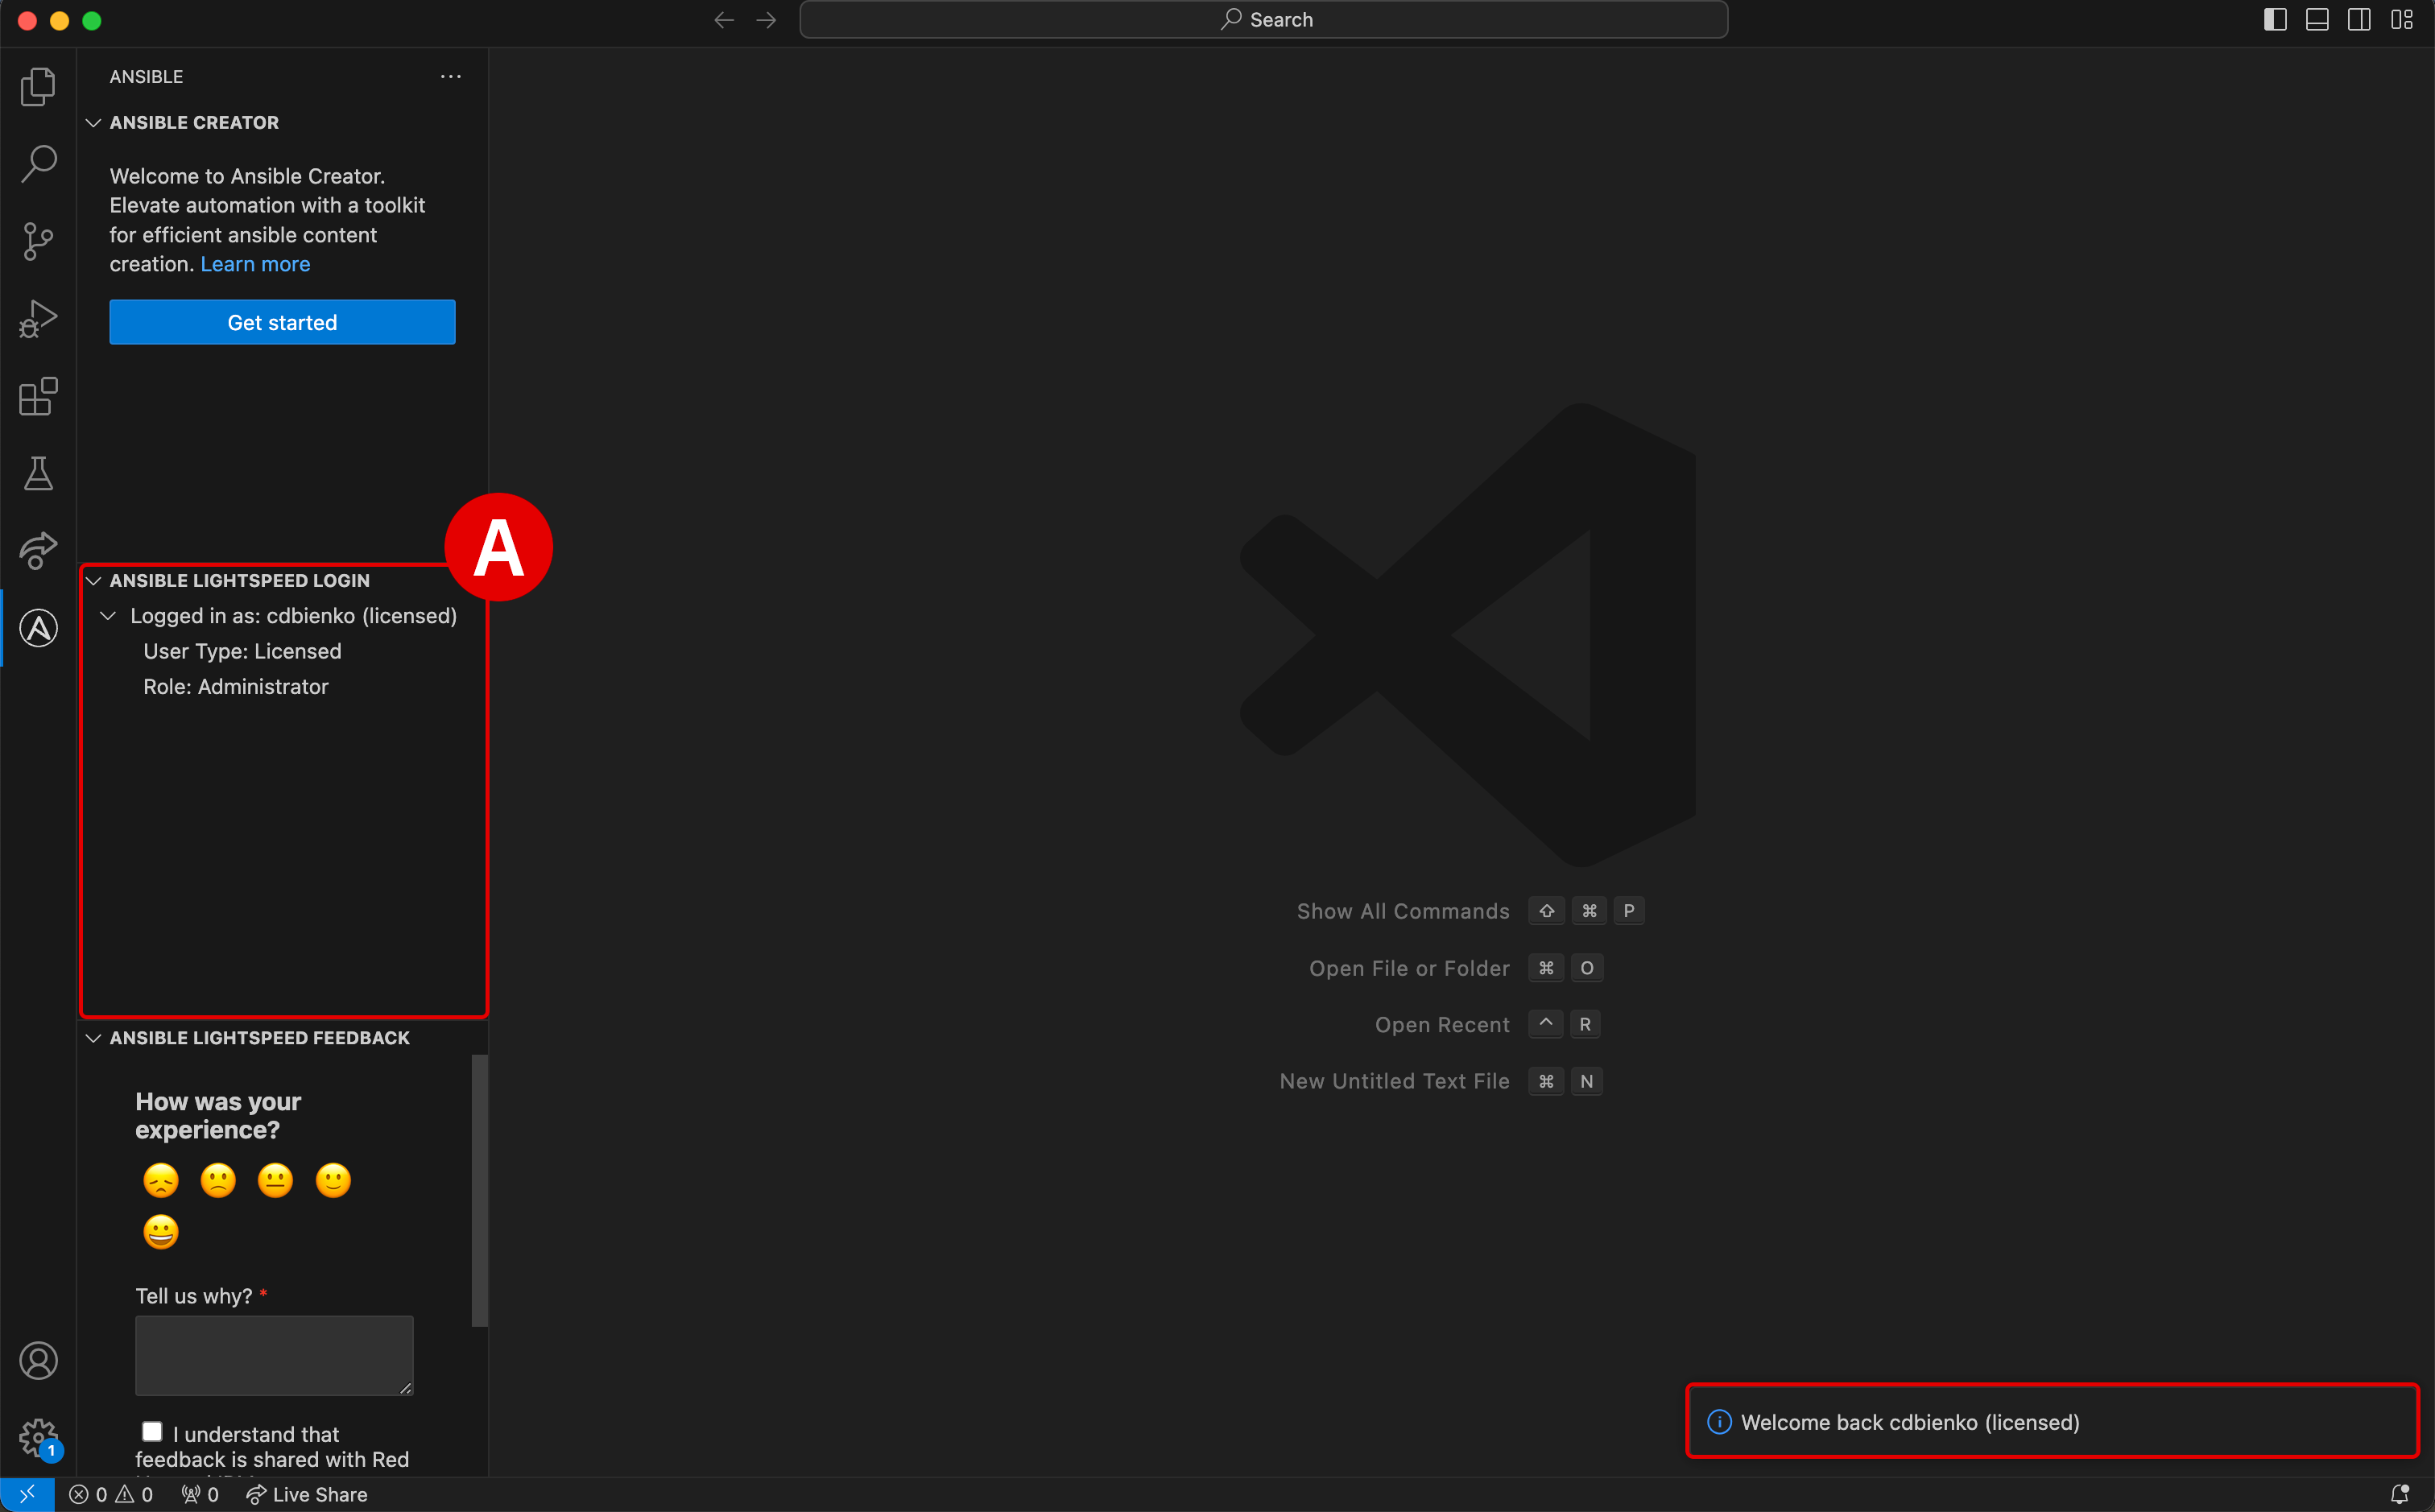 Search
ANSIBLE
ANSIBLE CREATOR
Welcome to Ansible Creator.
Elevate automation with a toolkit
for efficient ansible content
creation. Learn more
Get started
A
ANSIBLE LIGHTSPEED LOGIN
Logged in as: cdbienko (licensed)
User Type: Licensed
Role: Administrator
Show All Commands ⇧ ⌘ P
Open File or Folder ⌘ O
Open Recent ^ R
New Untitled Text File ⌘ N
ANSIBLE LIGHTSPEED FEEDBACK
How was your
experience?
Tell us why? *
I understand that
feedback is shared with Red
Welcome back cdbienko (licensed)
1
0 0 0 Live Share